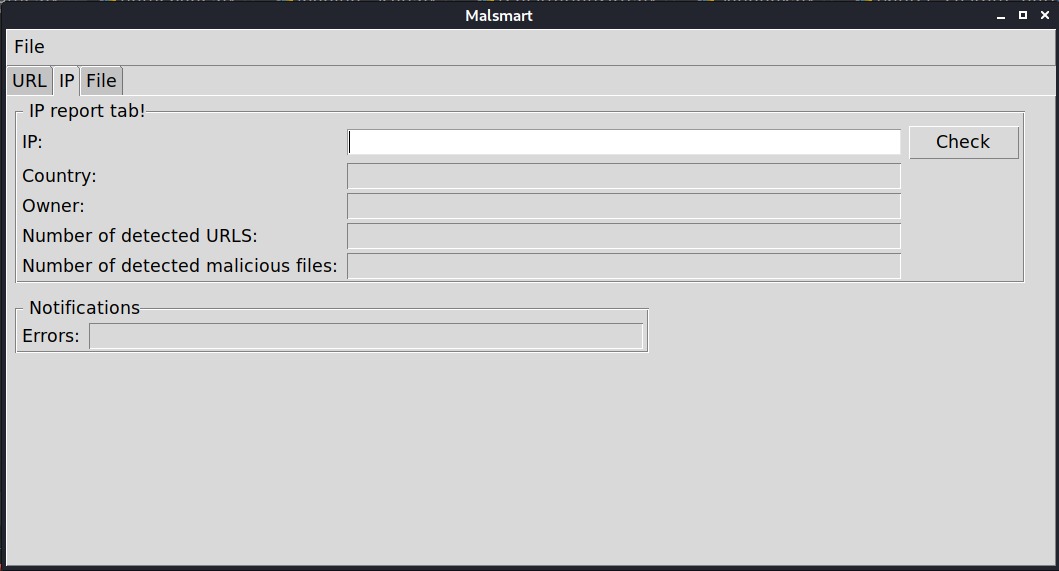 Malsmart
File
URL IP File
IP report tab!
IP: Check
Country:
Owner:
Number of detected URLS:
Number of detected malicious files:
Notifications
Errors: